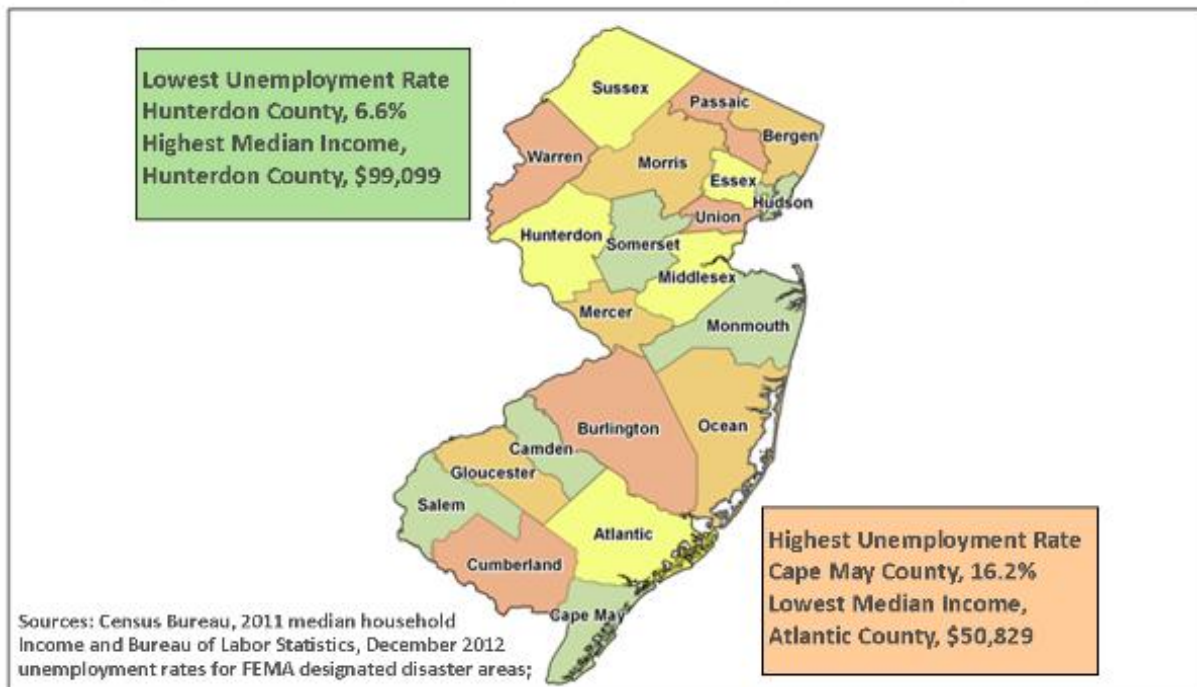 Lowest Unemployment Rate
Hunterdon County, 6.6%
Highest Median Income,
Hunterdon County, $99,099
Sussex
Passaic
Bergen
Warren
Morris
Essex
Hudson
Union
Hunterdon
Somerset
Middlesex
Mercer
Monmouth
Burlington
Ocean
Camden
Gloucester
Salem
Atlantic
Cumberland
Cape May
Highest Unemployment Rate
Cape May County, 16.2%
Lowest Median Income,
Atlantic County, $50,829
Sources: Census Bureau, 2011 median household
Income and Bureau of Labor Statistics, December 2012
unemployment rates for FEMA designated disaster areas;